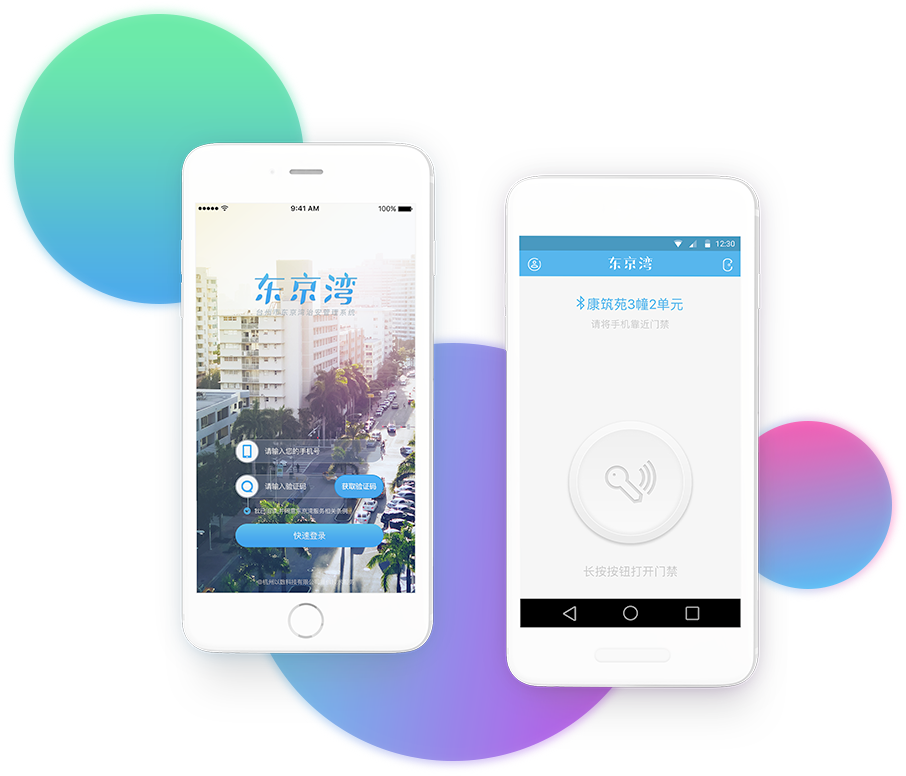 9:41 AM
100%
东京湾
请输入您的手机号
请输入验证码
获取验证码
快速登录
12:30
东京湾
康筑苑3幢2单元
请将手机靠近门禁
长按按钮打开门禁